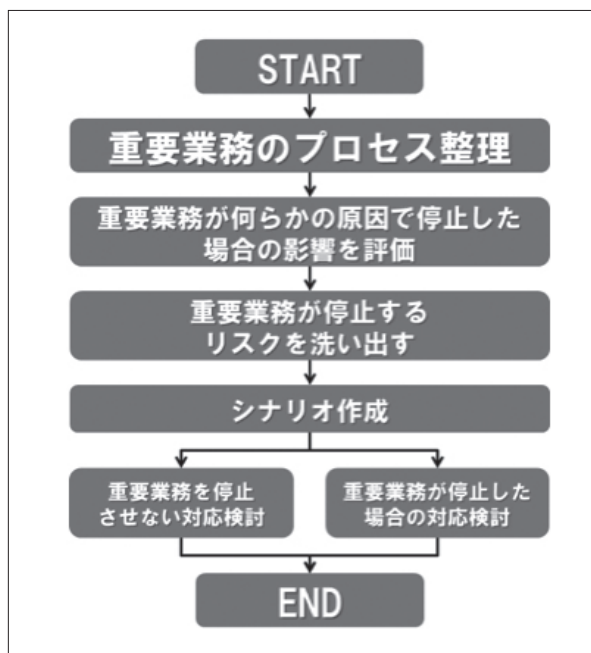 START
重要業務のプロセス整理
重要業務が何らかの原因で停止した
場合の影響を評価
重要業務が停止する
リスクを洗い出す
シナリオ作成
重要業務を停止
させない対応検討
重要業務が停止した
場合の対応検討
END